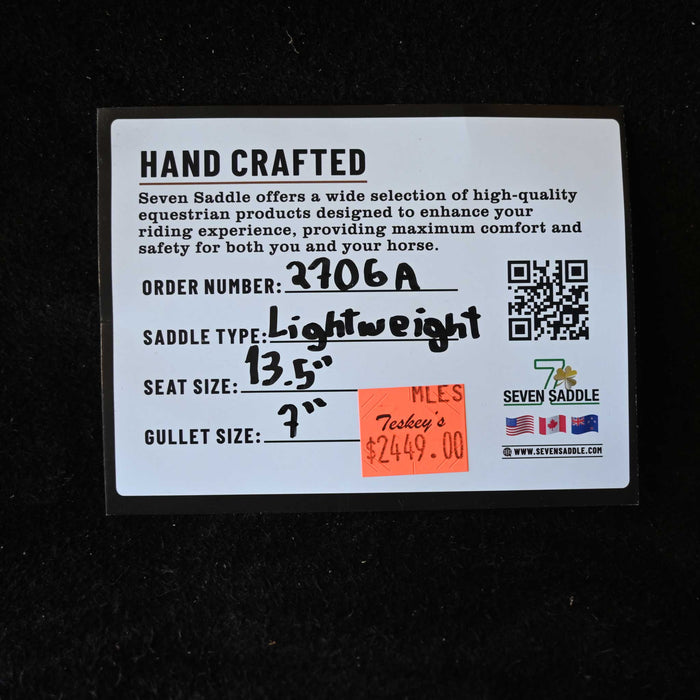 HAND CRAFTED
Seven Saddle offers a wide selection of high-quality
equestrian products designed to enhance your
riding experience, providing maximum comfort and
safety for both you and your horse.
ORDER NUMBER: 2706A
SADDLE TYPE: Lightweight
SEAT SIZE: 13.5"
GULLET SIZE: 7"
MLES
Teskey's
$2449.00
7
SEVEN SADDLE
WWW.SEVENSADDLE.COM